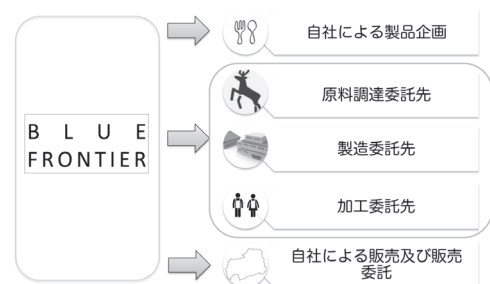 BLUE
FRONTIER
自社による製品企画
原料調達委託先
製造委託先
加工委託先
自社による販売及び販売
委託